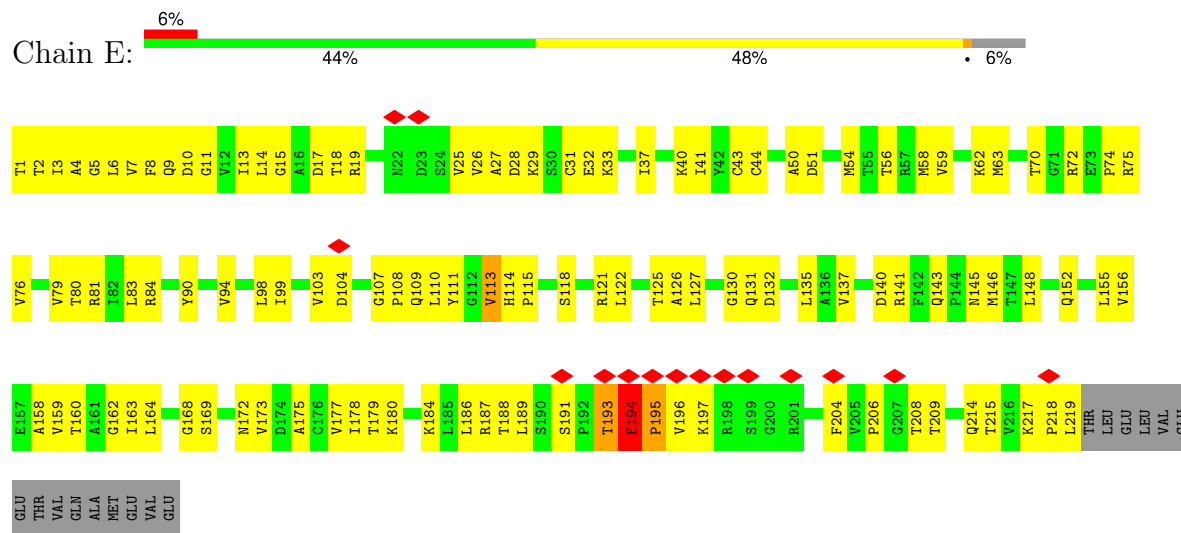 6%
Chain E:
44% 48% • 6%
T1 T2 I3 A4 G5 L6 V7 F8 Q9 D10 G11 V12 I13 L14 G15 A16 D17 T18 R19 N22 D23 S24 V25 V26 A27 D28 K29 S30 C31 E32 K33 I37 K40 I41 Y42 C43 C44 A50 D51 M54 T55 T56 R57 M58 V59 K62 M63 T70 G71 R72 E73 P74 R75
V76 V79 T80 R81 I82 L83 R84 Y90 V94 L98 I99 V103 D104 G107 P108 Q109 L110 Y111 G112 V113 H114 P115 S118 R121 L122 T125 A126 L127 G130 Q131 D132 L135 A136 V137 D140 R141 F142 Q143 P144 N145 M146 T147 L148 Q152 L155 V156
E157 A158 V159 T160 A161 G162 I163 L164 G168 S169 N172 V173 D174 A175 C176 V177 I178 T179 K180 K184 L185 L186 R187 T188 L189 S190 S191 P192 T193 E194 P195 V196 K197 R198 S199 G200 R201 F204 V205 P206 G207 T208 T209 Q214 T215 V216 K217 P218 L219 THR LEU GLU LEU VAL
GLU THR VAL GLN ALA MET GLU VAL GLU